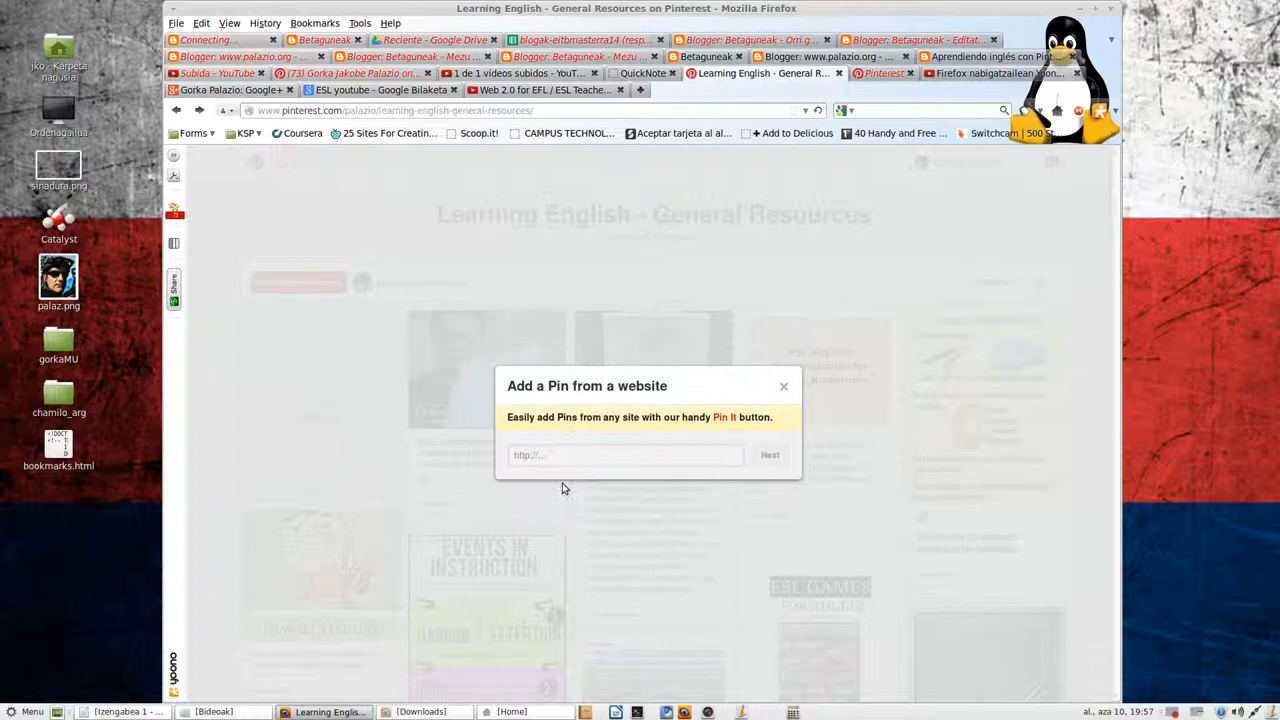 Learning English - General Resources on Pinterest - Mozilla Firefox
File Edit View History Bookmarks Tools Help
Connecting... Betaguneak ... Reciente - Google Drive blogak-eitbmasterra14 (resp... Blogger: Betaguneak - Orri g... Blogger: Betaguneak - Editat...
Blogger: www.palazio.org - ... Blogger: Betaguneak - Mezu ... Blogger: Betaguneak - Mezu ... Betaguneak Blogger: www.palazio.org - ... Aprendiendo inglés con
Subida - YouTube (73) Gorka Jakobe Palazio on... 1 de 1 vídeos subidos - YouT... QuickNote Learning English - General R... Pinterest Firefox nabigatzailean Yoon...
Gorka Palazio: Google+ ESL youtube - Google Bilaketa Web 2.0 for EFL / ESL Teache...
www.pinterest.com/palazio/learning-english-general-resources/
Forms KSP Coursera 25 Sites For Creatin... Scoop.it! CAMPUS TECHNOL... Aceptar tarjeta al al... + Add to Delicious 40 Handy and Free ... Switchcam | 500 St...
jko - Karpeta nagusia
Ordenagailua
sinadura.png
Catalyst
palaz.png
gorkaMU
chamilo_arg
bookmarks.html
73
Share
yoono
Learning English - General Resources
Add a Pin from a website
Easily add Pins from any site with our handy Pin It button.
http://... Next
EVENTS IN
INSTRUCTION
ESL GAMES
Menu [Izengabea 1 - ... [Bideoak] Learning Englis... [Downloads] [Home] al., aza 10, 19:57